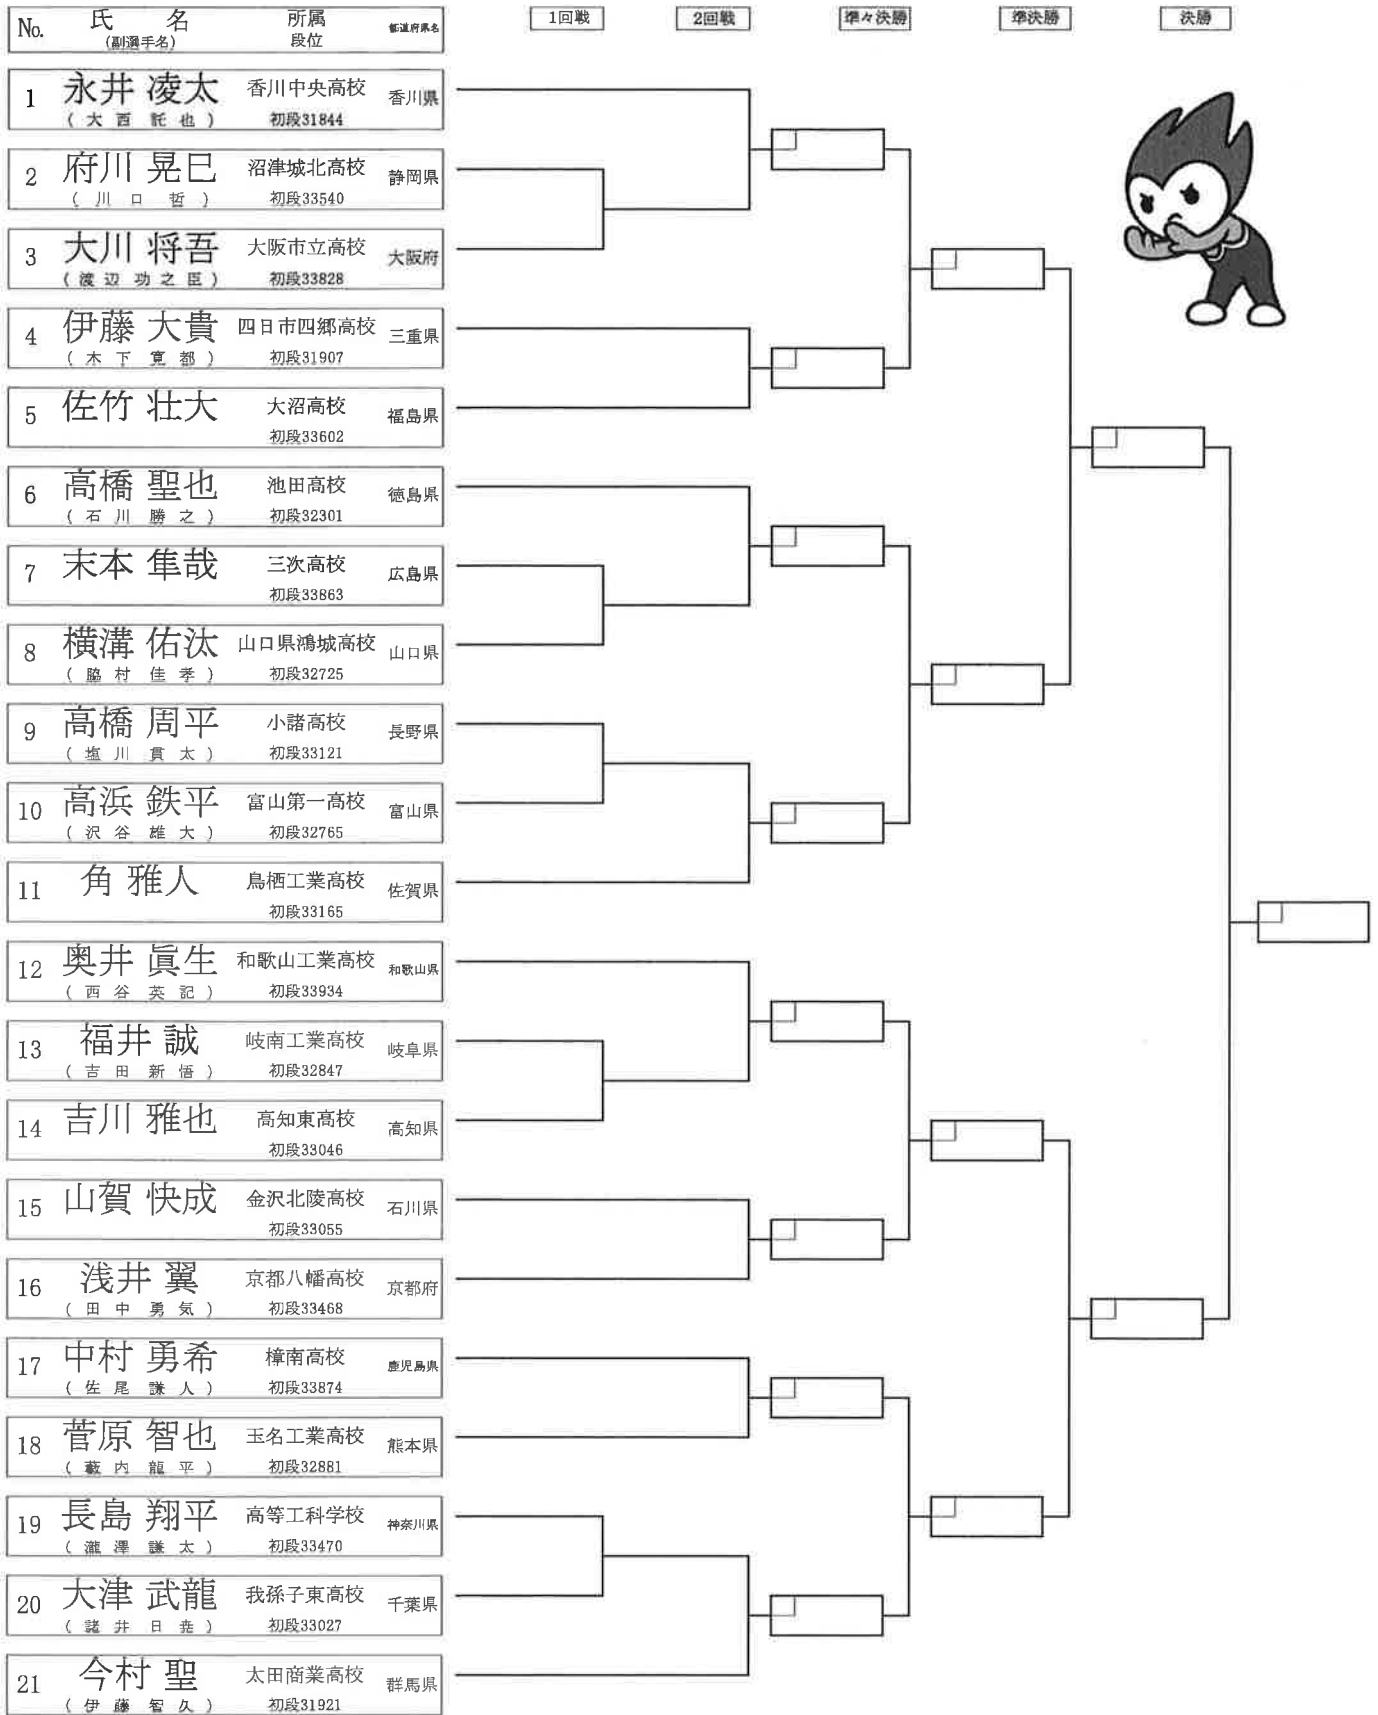 No. 氏名 所属 都道府県名 1回戦 2回戦 準々決勝 準決勝 決勝
(副選手名) 段位
1 永井 凌太 香川中央高校 香川県
(大西託也) 初段31844
2 府川 晃巳 沼津城北高校 静岡県
(川口哲) 初段33540
3 大川 将吾 大阪市立高校 大阪府
(渡辺功之臣) 初段33828
4 伊藤 大貴 四日市四郷高校 三重県
(木下寛都) 初段31907
5 佐竹 壮大 大沼高校 福島県
初段33602
6 高橋 聖也 池田高校 徳島県
(石川勝之) 初段32301
7 末本 隼哉 三次高校 広島県
初段33863
8 横溝 佑汰 山口県鴻城高校 山口県
(脇村佳孝) 初段32725
9 高橋 周平 小諸高校 長野県
(塩川貫太) 初段33121
10 高浜 鉄平 富山第一高校 富山県
(沢谷雄大) 初段32765
11 角 雅人 鳥栖工業高校 佐賀県
初段33165
12 奥井 眞生 和歌山工業高校 和歌山県
(西谷英記) 初段33934
13 福井 誠 岐南工業高校 岐阜県
(吉田新悟) 初段32847
14 吉川 雅也 高知東高校 高知県
初段33046
15 山賀 快成 金沢北陵高校 石川県
初段33055
16 浅井 翼 京都八幡高校 京都府
(田中勇気) 初段33468
17 中村 勇希 樟南高校 鹿児島県
(佐尾謙人) 初段33874
18 菅原 智也 玉名工業高校 熊本県
(藪内龍平) 初段32881
19 長島 翔平 高等工科学校 神奈川県
(瀧澤謙太) 初段33470
20 大津 武龍 我孫子東高校 千葉県
(諸井日尭) 初段33027
21 今村 聖 太田商業高校 群馬県
(伊藤智久) 初段31921